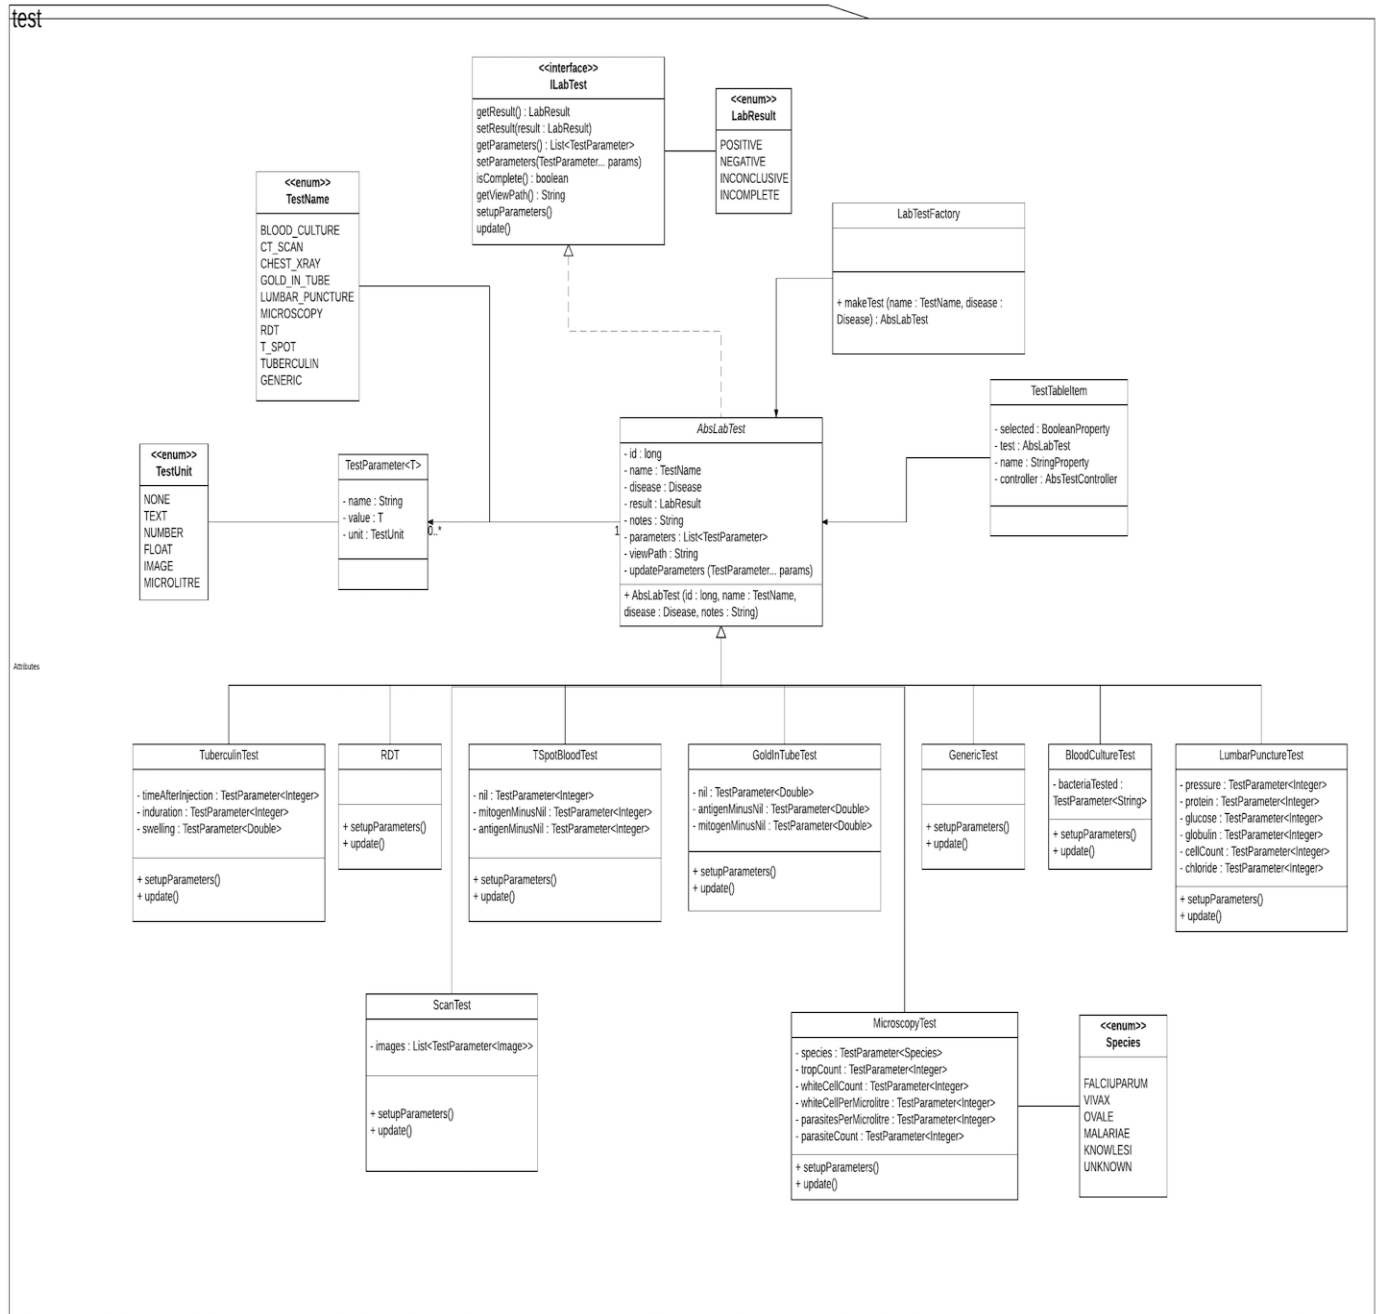 test
<<interface>>
ILabTest
getResult() : LabResult
setResult(result : LabResult)
getParameters() : List<TestParameter>
setParameters(TestParameter... params)
isComplete() : boolean
getViewPath() : String
setupParameters()
update()
<<enum>>
LabResult
POSITIVE
NEGATIVE
INCONCLUSIVE
INCOMPLETE
<<enum>>
TestName
BLOOD_CULTURE
CT_SCAN
CHEST_XRAY
GOLD_IN_TUBE
LUMBAR_PUNCTURE
MICROSCOPY
RDT
T_SPOT
TUBERCULIN
GENERIC
LabTestFactory
+ makeTest (name : TestName, disease :
Disease) : AbsLabTest
TestTableItem
- selected : BooleanProperty
- test : AbsLabTest
- name : StringProperty
- controller : AbsTestController
<<enum>>
TestUnit
NONE
TEXT
NUMBER
FLOAT
IMAGE
MICROLITRE
TestParameter<T>
- name : String
- value : T
- unit : TestUnit
0..*
1
AbsLabTest
- id : long
- name : TestName
- disease : Disease
- result : LabResult
- notes : String
- parameters : List<TestParameter>
- viewPath : String
- updateParameters (TestParameter... params)
+ AbsLabTest (id : long, name : TestName,
disease : Disease, notes : String)
Attributes
TuberculinTest
- timeAfterInjection : TestParameter<Integer>
- induration : TestParameter<Integer>
- swelling : TestParameter<Double>
+ setupParameters()
+ update()
RDT
+ setupParameters()
+ update()
TSpotBloodTest
- nil : TestParameter<Integer>
- mitogenMinusNil : TestParameter<Integer>
- antigenMinusNil : TestParameter<Integer>
+ setupParameters()
+ update()
GoldInTubeTest
- nil : TestParameter<Double>
- antigenMinusNil : TestParameter<Double>
- mitogenMinusNil : TestParameter<Double>
+ setupParameters()
+ update()
GenericTest
+ setupParameters()
+ update()
BloodCultureTest
- bacteriaTested :
TestParameter<String>
+ setupParameters()
+ update()
LumbarPunctureTest
- pressure : TestParameter<Integer>
- protein : TestParameter<Integer>
- glucose : TestParameter<Integer>
- globulin : TestParameter<Integer>
- cellCount : TestParameter<Integer>
- chloride : TestParameter<Integer>
+ setupParameters()
+ update()
ScanTest
- images : List<TestParameter<Image>>
+ setupParameters()
+ update()
MicroscopyTest
- species : TestParameter<Species>
- tropCount : TestParameter<Integer>
- whiteCellCount : TestParameter<Integer>
- whiteCellPerMicrolitre : TestParameter<Integer>
- parasitesPerMicrolitre : TestParameter<Integer>
- parasiteCount : TestParameter<Integer>
+ setupParameters()
+ update()
<<enum>>
Species
FALCIUPARUM
VIVAX
OVALE
MALARIAE
KNOWLESI
UNKNOWN